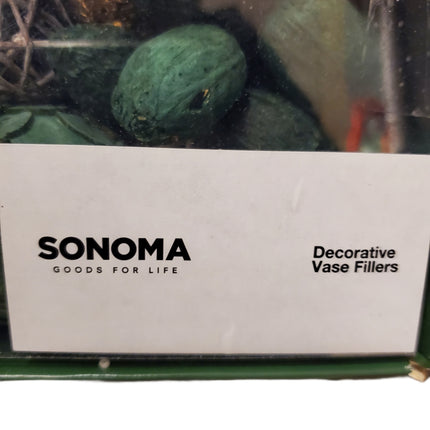 SONOMA
GOODS FOR LIFE
Decorative
Vase Fillers